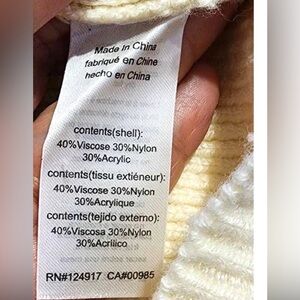 Made in China
fabriqué en Chine
hecho en China
contents(shell):
40%Viscose 30%Nylon
30%Acrylic
contents(tissu extiéneur):
40%Viscose 30%Nylon
30%Acrylique
contents(tejido externo):
40%Viscosa 30%Nylon
30%Acrilico
RN#124917 CA#00985